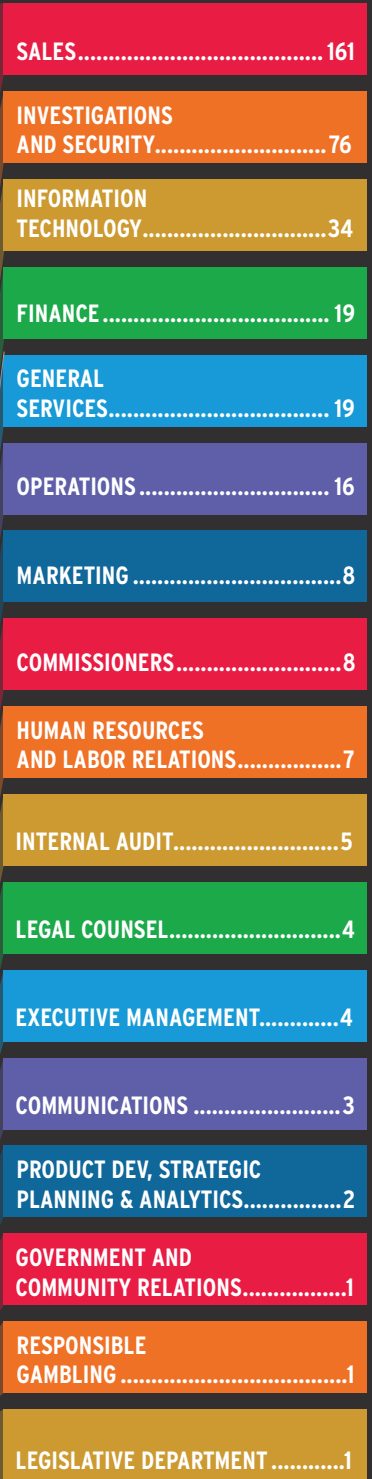 SALES........................................ 161
INVESTIGATIONS
AND SECURITY............................76
INFORMATION
TECHNOLOGY..............................34
FINANCE ..................................... 19
GENERAL
SERVICES.................................... 19
OPERATIONS ............................... 16
MARKETING ..................................8
COMMISSIONERS...........................8
HUMAN RESOURCES
AND LABOR RELATIONS.................7
INTERNAL AUDIT...........................5
LEGAL COUNSEL............................4
EXECUTIVE MANAGEMENT.............4
COMMUNICATIONS ........................3
PRODUCT DEV, STRATEGIC
PLANNING & ANALYTICS................2
GOVERNMENT AND
COMMUNITY RELATIONS.................1
RESPONSIBLE
GAMBLING .....................................1
LEGISLATIVE DEPARTMENT ............1